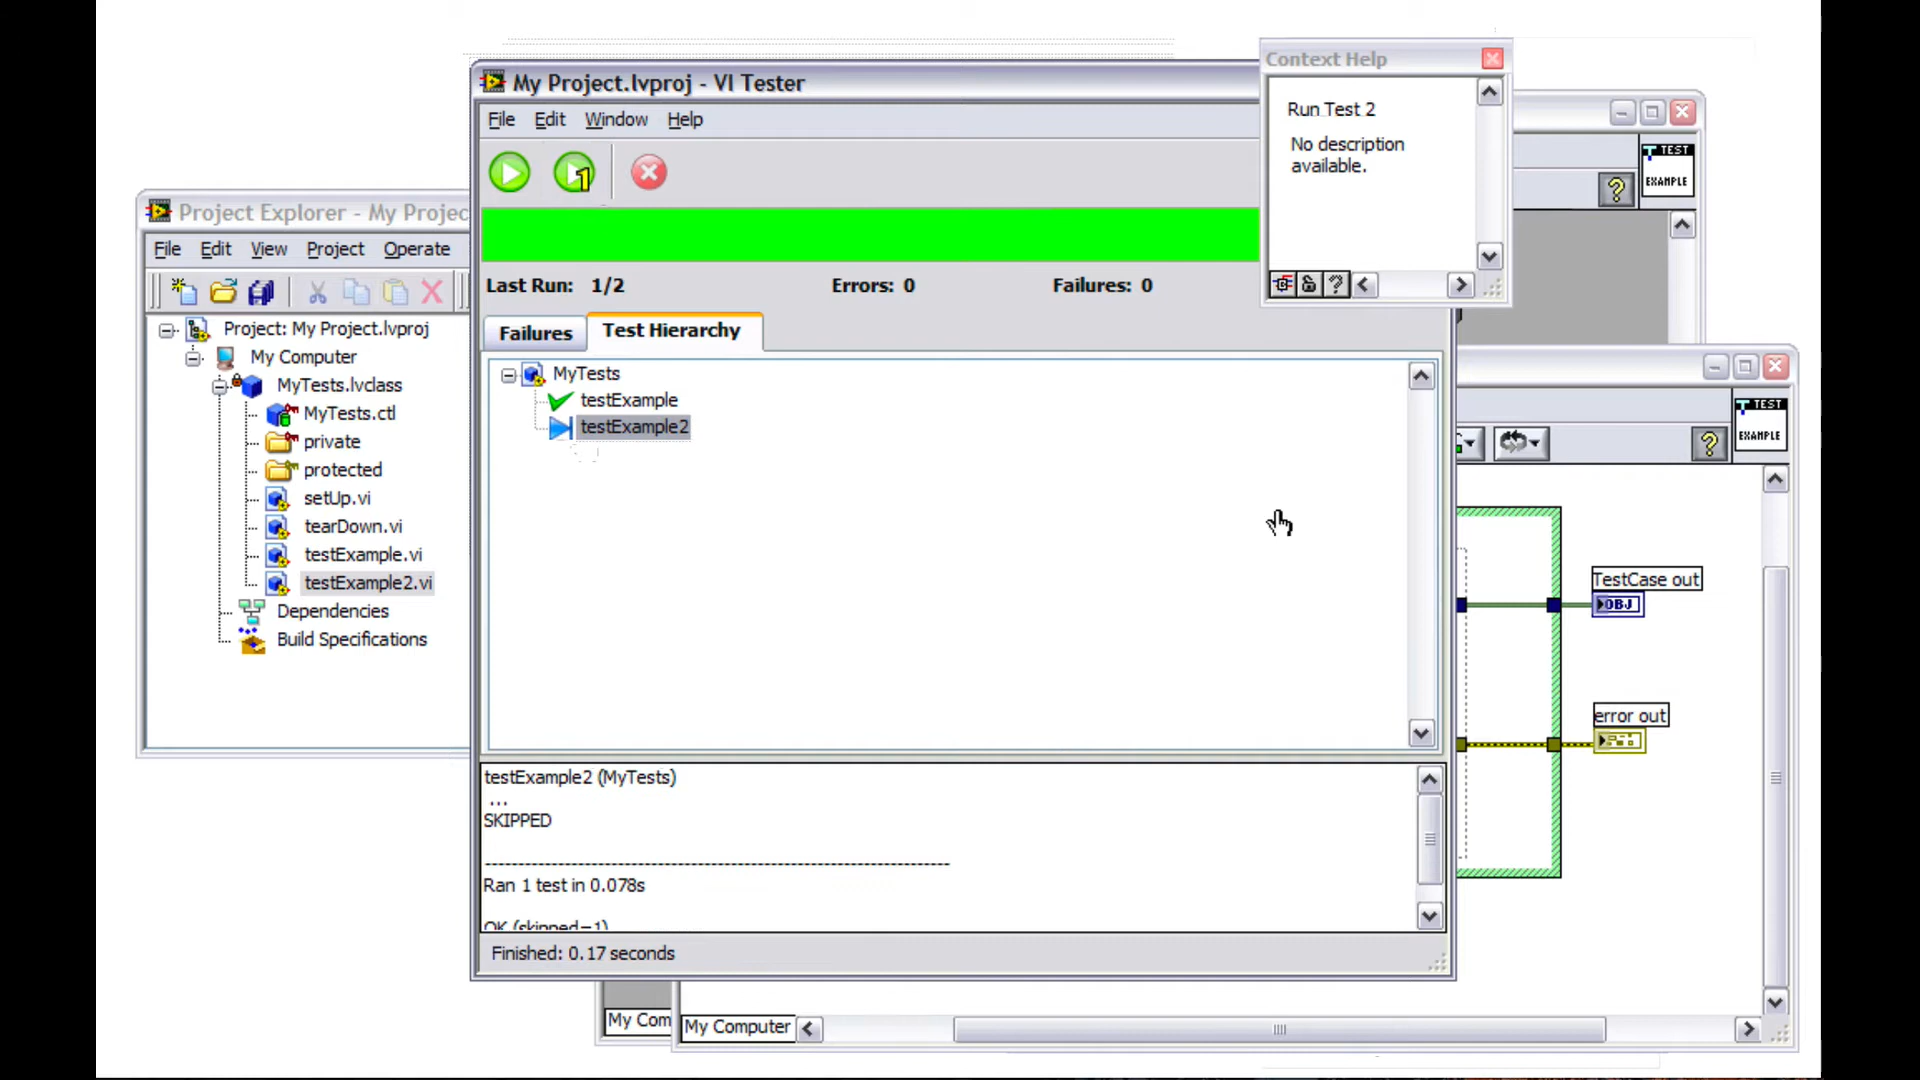 My Project.lvproj - VI Tester
File Edit Window Help
1
Last Run: 1/2 Errors: 0 Failures: 0
Failures Test Hierarchy
MyTests
testExample
testExample2
testExample2 (MyTests)
...
SKIPPED
Ran 1 test in 0.078s
OK (skipped=1)
Finished: 0.17 seconds
Context Help
Run Test 2
No description
available.
Project Explorer - My Projec
File Edit View Project Operate
Project: My Project.lvproj
My Computer
MyTests.lvclass
MyTests.ctl
private
protected
setUp.vi
tearDown.vi
testExample.vi
testExample2.vi
Dependencies
Build Specifications
TEST
EXAMPLE
TEST
EXAMPLE
TestCase out
OBJ
error out
My Com
My Computer